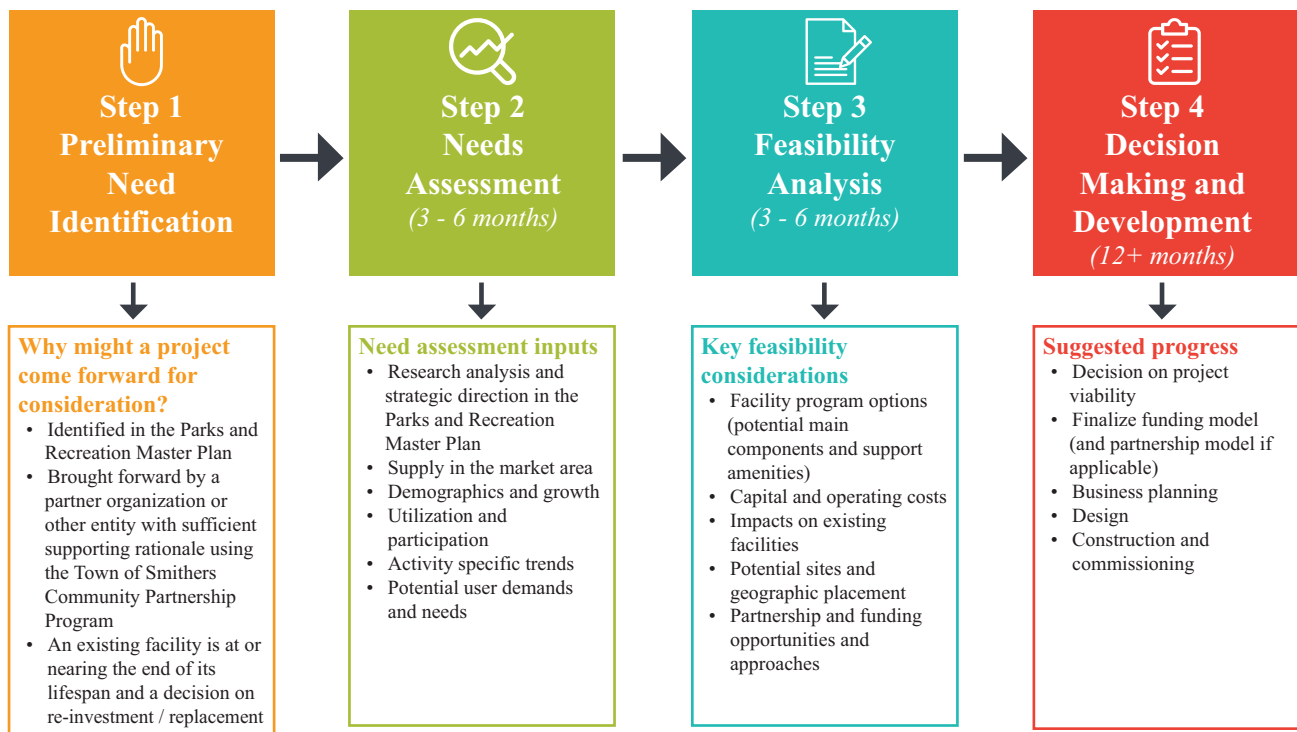 Step 1
Preliminary
Need
Identification
Step 2
Needs
Assessment
(3 - 6 months)
Step 3
Feasibility
Analysis
(3 - 6 months)
Step 4
Decision
Making and
Development
(12+ months)
Why might a project
come forward for
consideration?
• Identified in the Parks and
Recreation Master Plan
• Brought forward by a
partner organization or
other entity with sufficient
supporting rationale using
the Town of Smithers
Community Partnership
Program
• An existing facility is at or
nearing the end of its
lifespan and a decision on
re-investment / replacement
Need assessment inputs
• Research analysis and
strategic direction in the
Parks and Recreation
Master Plan
• Supply in the market area
• Demographics and growth
• Utilization and
participation
• Activity specific trends
• Potential user demands
and needs
Key feasibility
considerations
• Facility program options
(potential main
components and support
amenities)
• Capital and operating costs
• Impacts on existing
facilities
• Potential sites and
geographic placement
• Partnership and funding
opportunities and
approaches
Suggested progress
• Decision on project
viability
• Finalize funding model
(and partnership model if
applicable)
• Business planning
• Design
• Construction and
commissioning